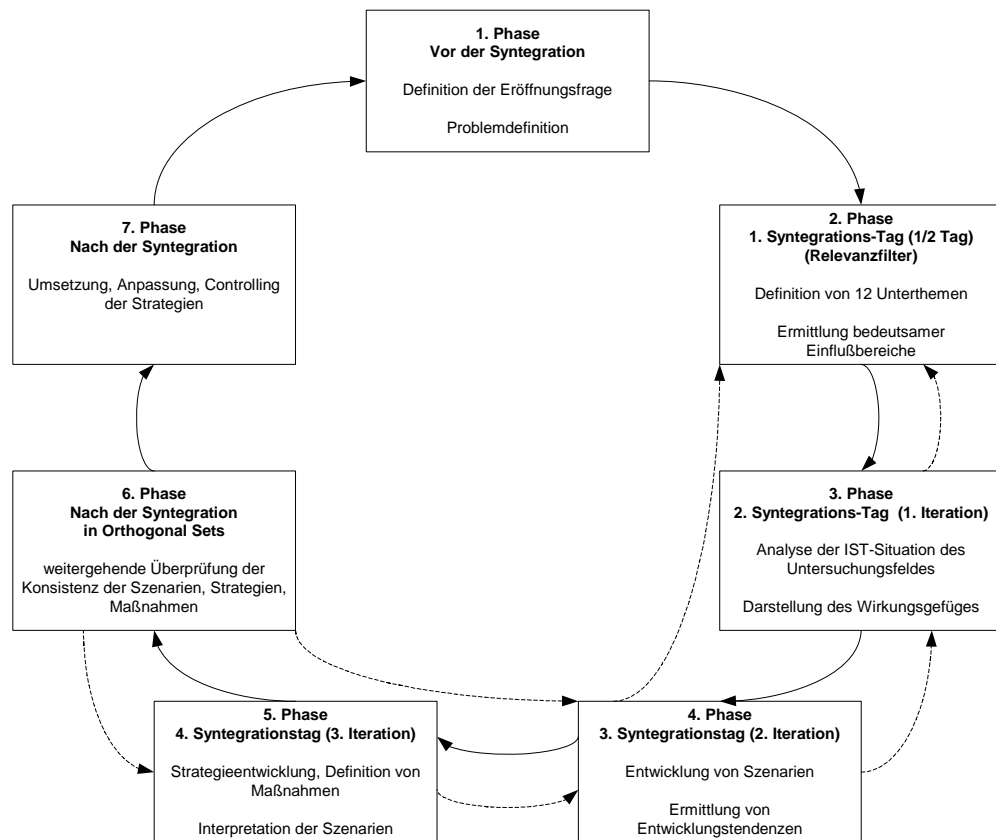 1. Phase
Vor der Syntegration
Definition der Eröffnungsfrage
Problemdefinition
2. Phase
1. Syntegrations-Tag (1/2 Tag)
(Relevanzfilter)
Definition von 12 Unterthemen
Ermittlung bedeutsamer
Einflußbereiche
3. Phase
2. Syntegrations-Tag (1. Iteration)
Analyse der IST-Situation des
Untersuchungsfeldes
Darstellung des Wirkungsgefüges
4. Phase
3. Syntegrationstag (2. Iteration)
Entwicklung von Szenarien
Ermittlung von
Entwicklungstendenzen
5. Phase
4. Syntegrationstag (3. Iteration)
Strategieentwicklung, Definition von
Maßnahmen
Interpretation der Szenarien
6. Phase
Nach der Syntegration
in Orthogonal Sets
weitergehende Überprüfung der
Konsistenz der Szenarien, Strategien,
Maßnahmen
7. Phase
Nach der Syntegration
Umsetzung, Anpassung, Controlling
der Strategien